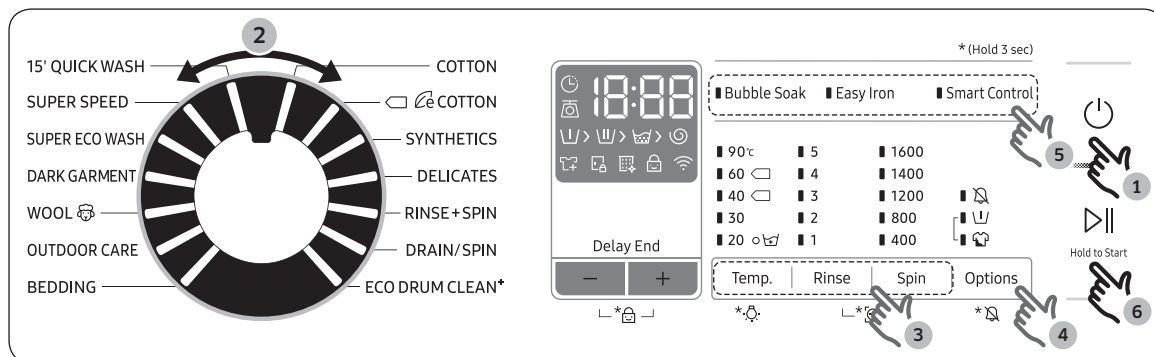 2
15' QUICK WASH
COTTON
SUPER SPEED
COTTON
SUPER ECO WASH
SYNTHETICS
DARK GARMENT
DELICATES
WOOL
RINSE+SPIN
OUTDOOR CARE
DRAIN/SPIN
BEDDING
ECO DRUM CLEAN+
18:88
Delay End
− +
* (Hold 3 sec)
Bubble Soak Easy Iron Smart Control
5
90℃ 5 1600
60 4 1400
40 3 1200
30 2 800
20 1 400
Temp. Rinse Spin Options
* * * *
3
4
1
Hold to Start
6